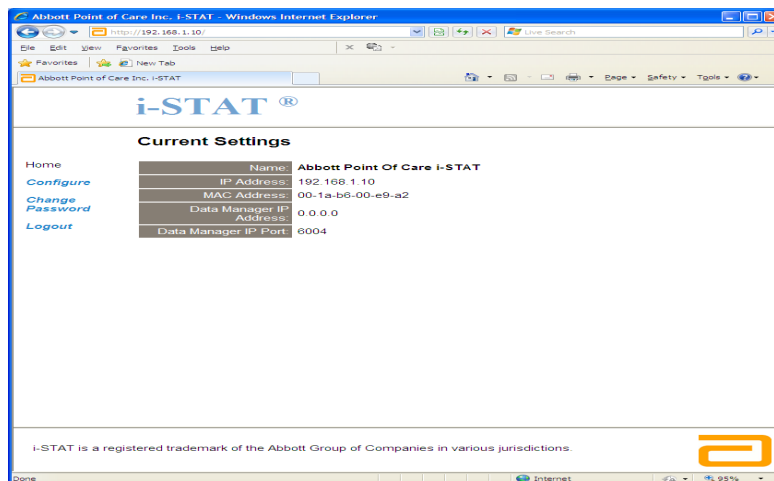 Abbott Point of Care Inc. i-STAT - Windows Internet Explorer
http://192.168.1.10/
Live Search
File Edit View Favorites Tools Help
Favorites New Tab
Abbott Point of Care Inc. i-STAT
Page Safety Tools
i-STAT ®
Current Settings
Home
Configure
Change
Password
Logout
Name: Abbott Point Of Care i-STAT
IP Address: 192.168.1.10
MAC Address: 00-1a-b6-00-e9-a2
Data Manager IP
Address: 0.0.0.0
Data Manager IP Port: 6004
i-STAT is a registered trademark of the Abbott Group of Companies in various jurisdictions.
Done
Internet
95%